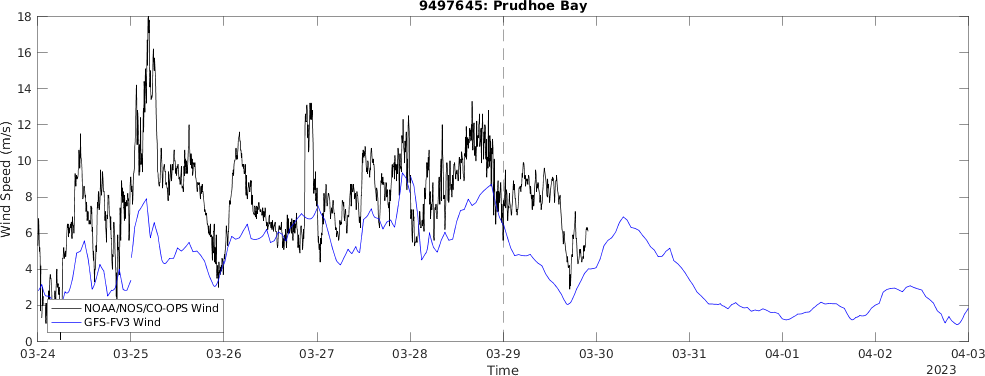 9497645: Prudhoe Bay
18
16
14
12
10
8
6
4
2
0
Wind Speed (m/s)
NOAA/NOS/CO-OPS Wind
GFS-FV3 Wind
03-24 03-25 03-26 03-27 03-28 03-29 03-30 03-31 04-01 04-02 04-03
Time
2023